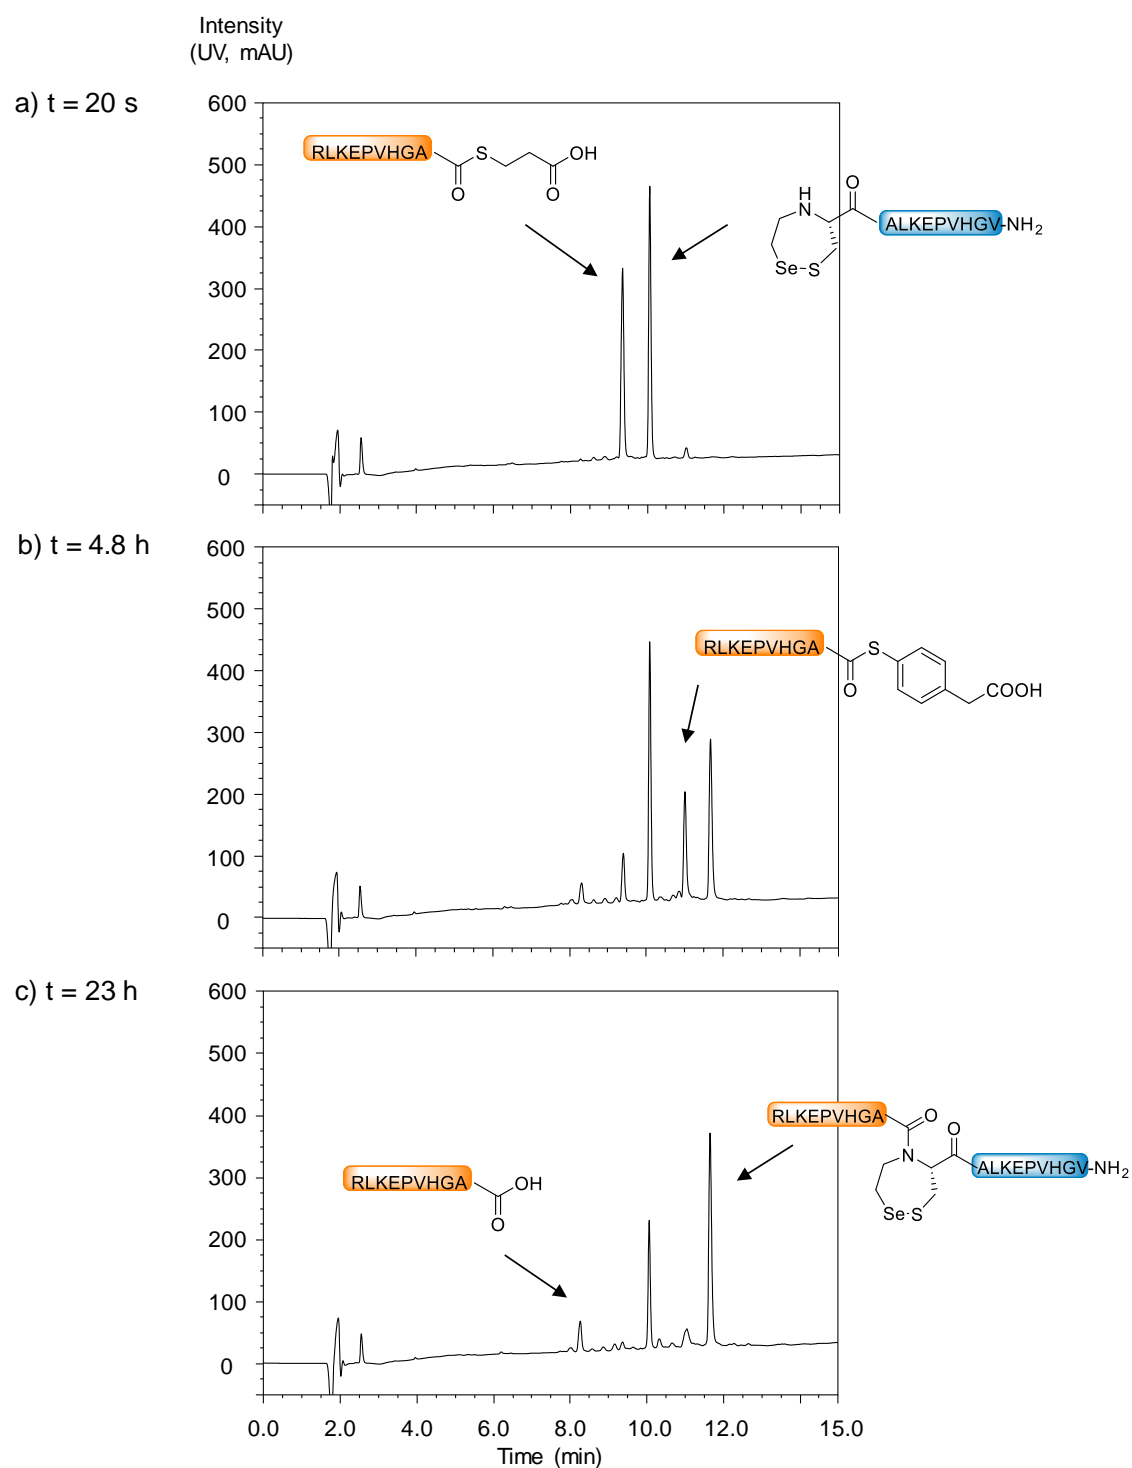 Intensity
(UV, mAU)
a) t = 20 s
600
500
400
300
200
100
0
RLKEPVHGA
S
OH
O
O
H
N
O
Se-S
ALKEPVHGV-NH2
b) t = 4.8 h
600
500
400
300
200
100
0
RLKEPVHGA
S
O
COOH
c) t = 23 h
600
500
400
300
200
100
0
RLKEPVHGA
OH
O
RLKEPVHGA
O
N
O
Se-S
ALKEPVHGV-NH2
0.0 2.0 4.0 6.0 8.0 10.0 12.0 15.0
Time (min)